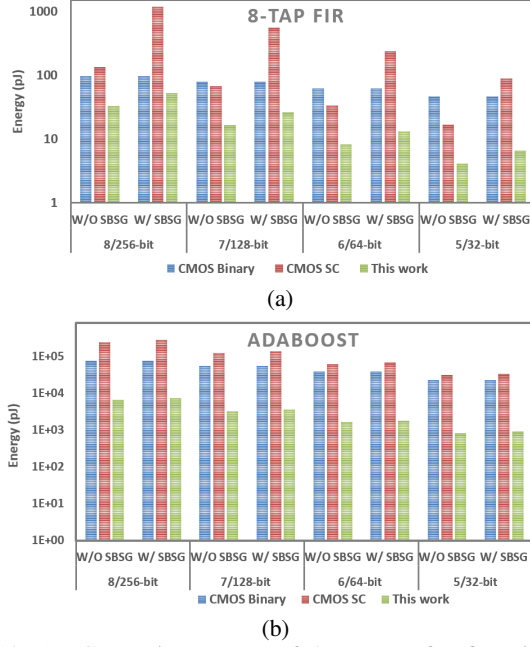 8-TAP FIR
Energy (pJ)
1000
100
10
1
W/O SBSG W/ SBSG W/O SBSG W/ SBSG W/O SBSG W/ SBSG W/O SBSG W/ SBSG
8/256-bit 7/128-bit 6/64-bit 5/32-bit
CMOS Binary CMOS SC This work
(a)
ADABOOST
Energy (pJ)
1E+05
1E+04
1E+03
1E+02
1E+01
1E+00
W/O SBSG W/ SBSG W/O SBSG W/ SBSG W/O SBSG W/ SBSG W/O SBSG W/ SBSG
8/256-bit 7/128-bit 6/64-bit 5/32-bit
CMOS Binary CMOS SC This work
(b)